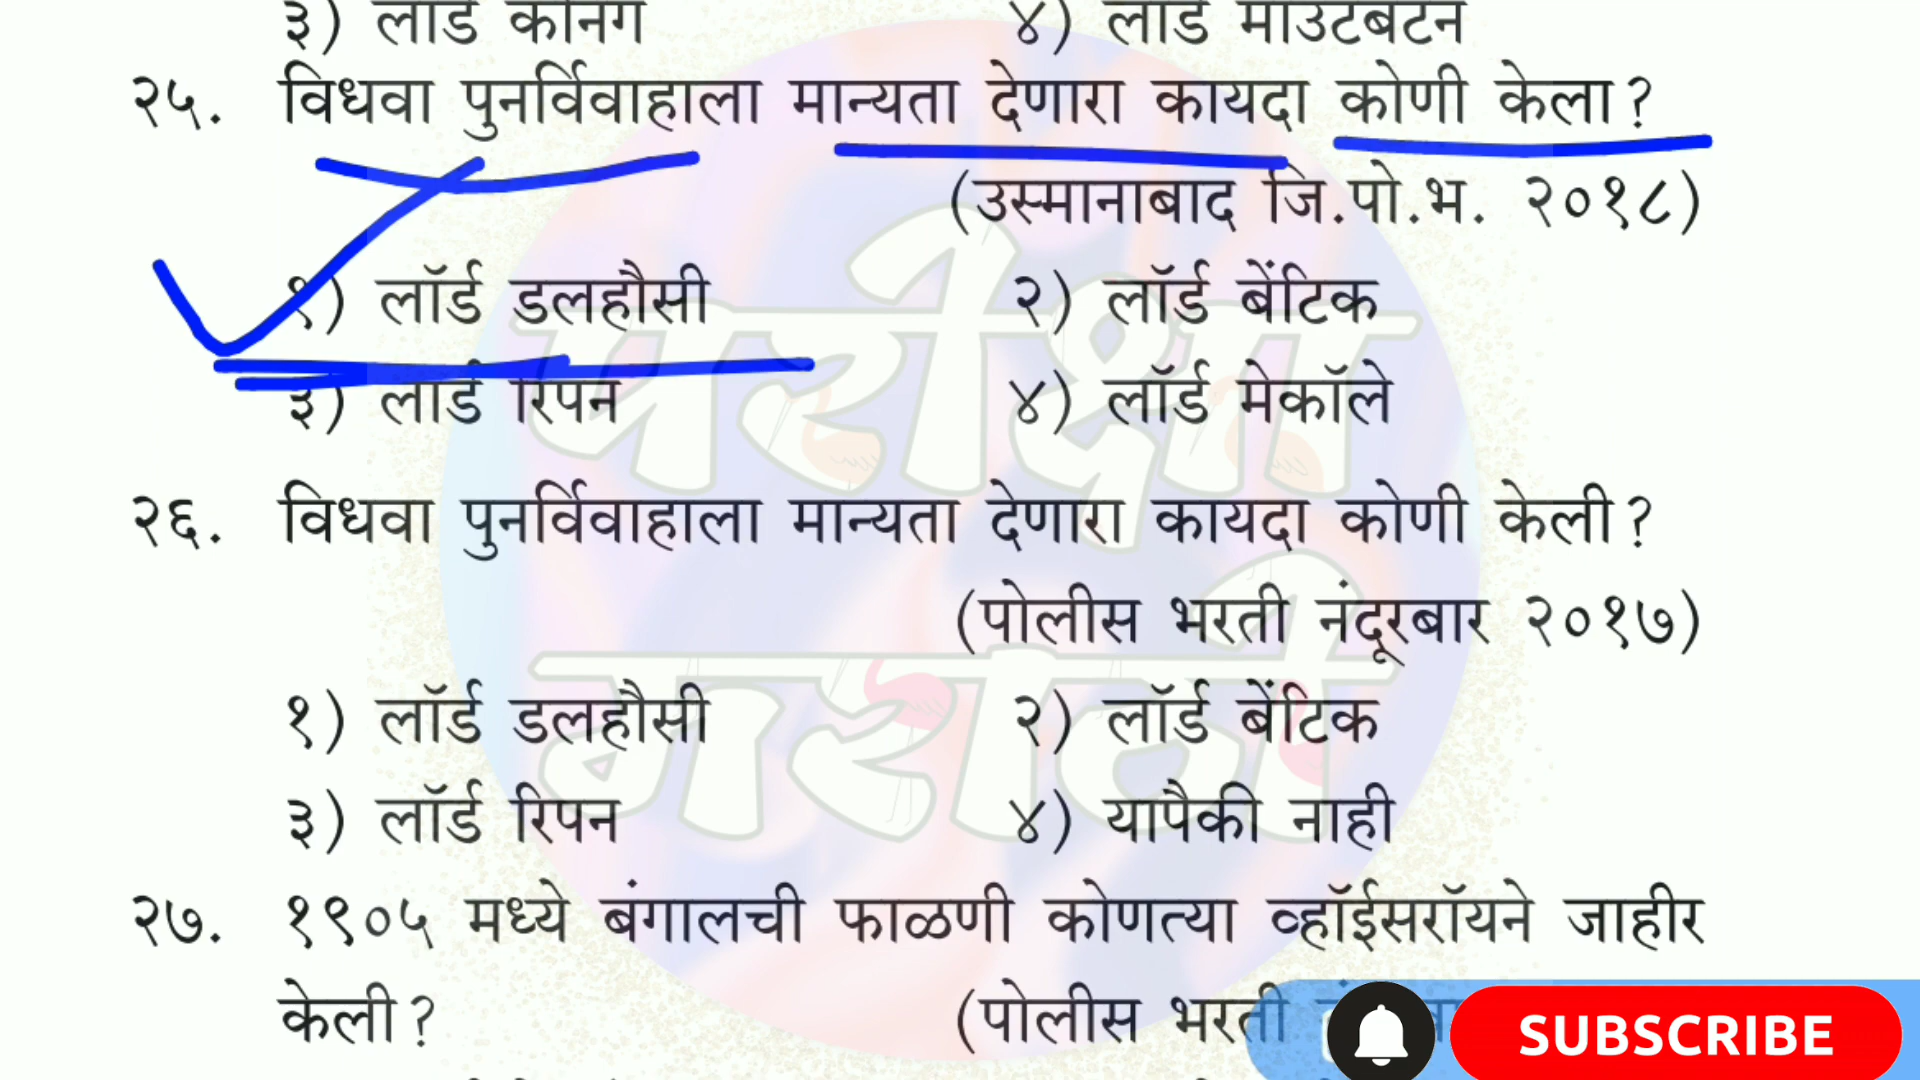 ३) लॉर्ड कॅनिंग ४) लॉर्ड माउंटबॅटन
२५. विधवा पुनर्विवाहाला मान्यता देणारा कायदा कोणी केला?
(उस्मानाबाद जि.पो.भ. २०१८)
१) लॉर्ड डलहौसी २) लॉर्ड बेंटिक
३) लॉर्ड रिपन ४) लॉर्ड मेकॉले
२६. विधवा पुनर्विवाहाला मान्यता देणारा कायदा कोणी केली?
(पोलीस भरती नंदूरबार २०१७)
१) लॉर्ड डलहौसी २) लॉर्ड बेंटिक
३) लॉर्ड रिपन ४) यापैकी नाही
२७. १९०५ मध्ये बंगालची फाळणी कोणत्या व्हॉईसरॉयने जाहीर
केली? (पोलीस भरती
SUBSCRIBE
परीक्षा
मराठी